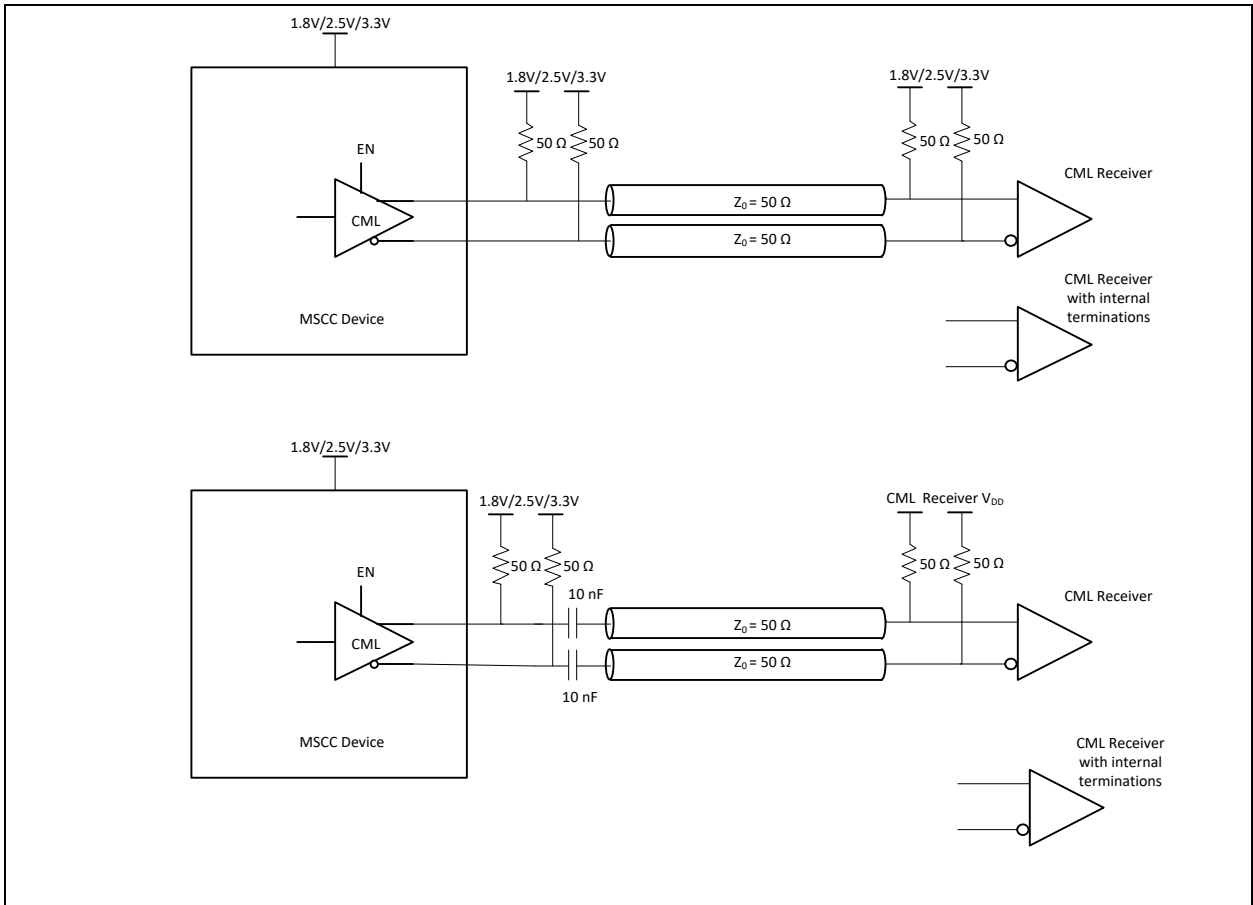 1.8V/2.5V/3.3V
1.8V/2.5V/3.3V
1.8V/2.5V/3.3V
50 Ω
50 Ω
50 Ω
50 Ω
EN
CML
Z0 = 50 Ω
Z0 = 50 Ω
CML Receiver
MSCC Device
CML Receiver
with internal
terminations
1.8V/2.5V/3.3V
1.8V/2.5V/3.3V
CML Receiver VDD
50 Ω
50 Ω
50 Ω
50 Ω
EN
10 nF
CML
Z0 = 50 Ω
Z0 = 50 Ω
CML Receiver
10 nF
MSCC Device
CML Receiver
with internal
terminations